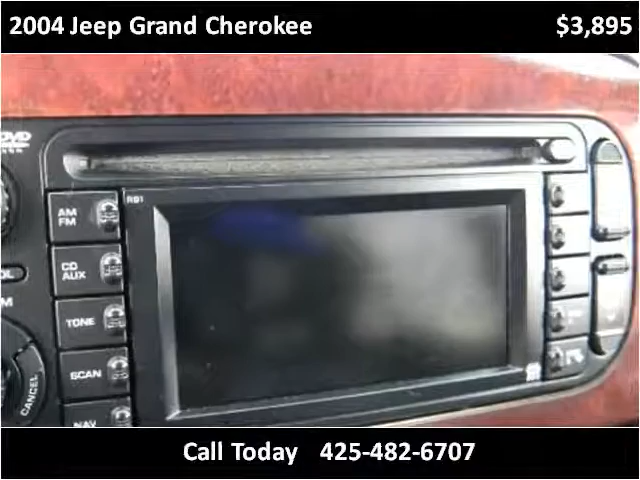 2004 Jeep Grand Cherokee $3,895
DVD
RB1
AM
FM
CD
AUX
TONE
SCAN
NAV
CANCEL
Call Today 425-482-6707